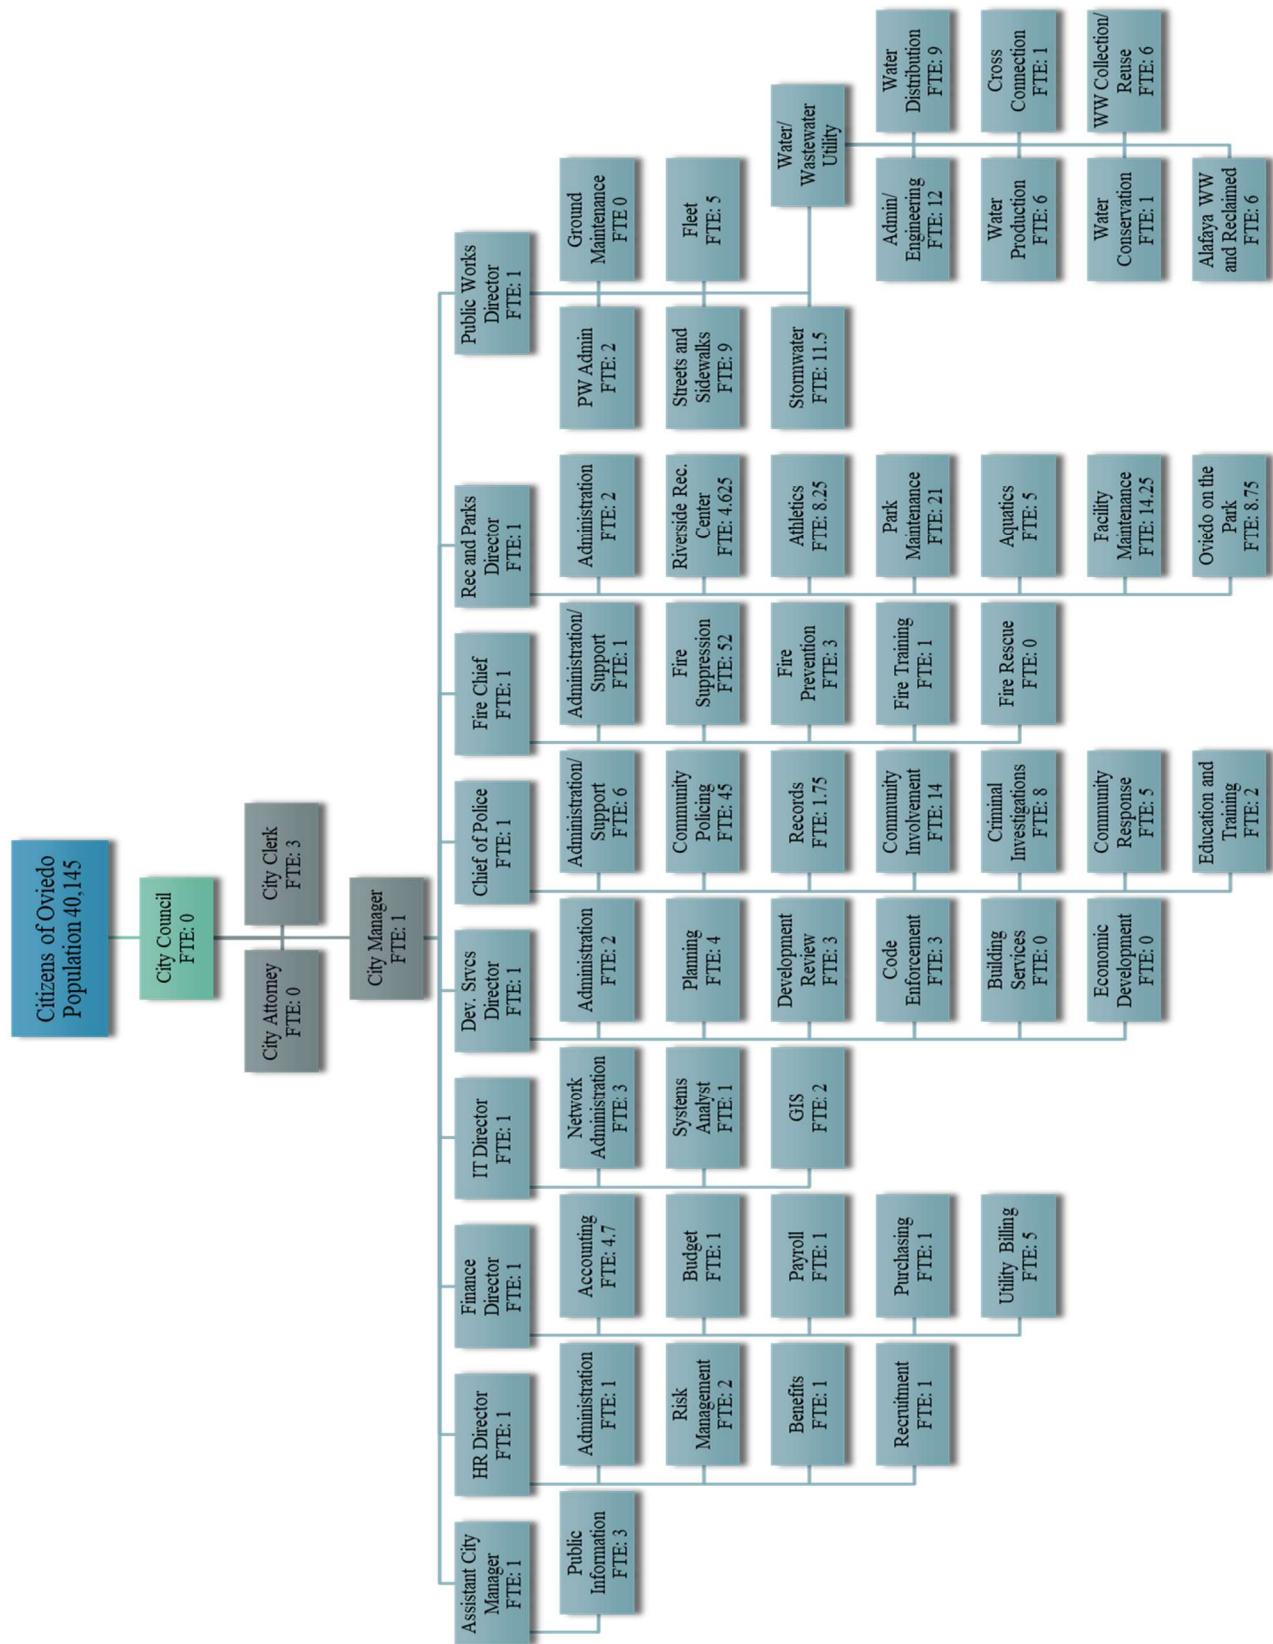 Citizens of Oviedo
Population 40,145
City Council
FTE: 0
City Attorney
FTE: 0
City Clerk
FTE: 3
City Manager
FTE: 1
Assistant City
Manager
FTE: 1
Public
Information
FTE: 3
HR Director
FTE: 1
Administration
FTE: 1
Risk
Management
FTE: 2
Benefits
FTE: 1
Recruitment
FTE: 1
Finance
Director
FTE: 1
Accounting
FTE: 4.7
Budget
FTE: 1
Payroll
FTE: 1
Purchasing
FTE: 1
Utility Billing
FTE: 5
IT Director
FTE: 1
Network
Administration
FTE: 3
Systems
Analyst
FTE: 1
GIS
FTE: 2
Dev. Srvcs
Director
FTE: 1
Administration
FTE: 2
Planning
FTE: 4
Development
Review
FTE: 3
Code
Enforcement
FTE: 3
Building
Services
FTE: 0
Economic
Development
FTE: 0
Chief of Police
FTE: 1
Administration/
Support
FTE: 6
Community
Policing
FTE: 45
Records
FTE: 1.75
Community
Involvement
FTE: 14
Criminal
Investigations
FTE: 8
Community
Response
FTE: 5
Education and
Training
FTE: 2
Fire Chief
FTE: 1
Administration/
Support
FTE: 1
Fire
Suppression
FTE: 52
Fire
Prevention
FTE: 3
Fire Training
FTE: 1
Fire Rescue
FTE: 0
Rec and Parks
Director
FTE: 1
Administration
FTE: 2
Riverside Rec.
Center
FTE: 4.625
Athletics
FTE: 8.25
Park
Maintenance
FTE: 21
Aquatics
FTE: 5
Facility
Maintenance
FTE: 14.25
Oviedo on the
Park
FTE: 8.75
Public Works
Director
FTE: 1
PW Admin
FTE: 2
Ground
Maintenance
FTE 0
Streets and
Sidewalks
FTE: 9
Fleet
FTE: 5
Stormwater
FTE: 11.5
Water/
Wastewater
Utility
Admin/
Engineering
FTE: 12
Water
Distribution
FTE: 9
Water
Production
FTE: 6
Cross
Connection
FTE: 1
Water
Conservation
FTE: 1
WW Collection/
Reuse
FTE: 6
Alafaya WW
and Reclaimed
FTE: 6